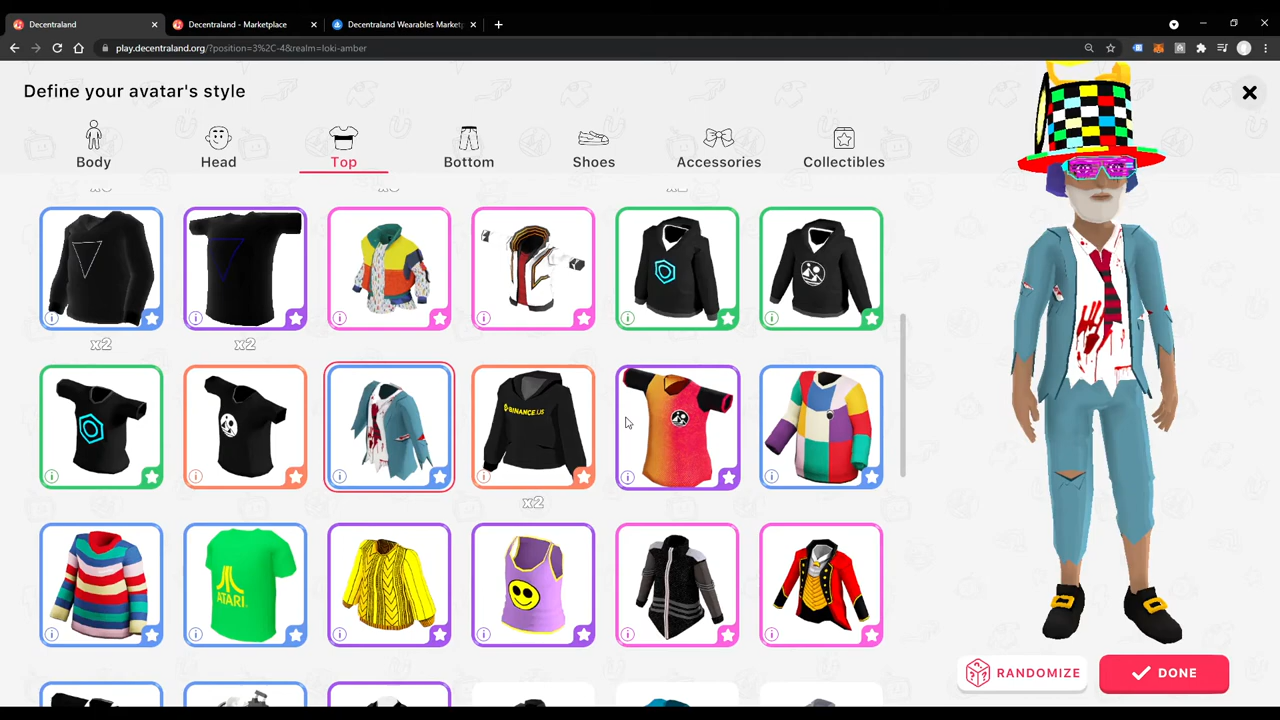 Decentraland
Decentraland - Marketplace
Decentraland Wearables Market
play.decentraland.org/?position=3%2C-4&realm=loki-amber
Define your avatar's style
Body
Head
Top
Bottom
Shoes
Accessories
Collectibles
x2
x2
BINANCE.US
x2
ATARI
RANDOMIZE
DONE